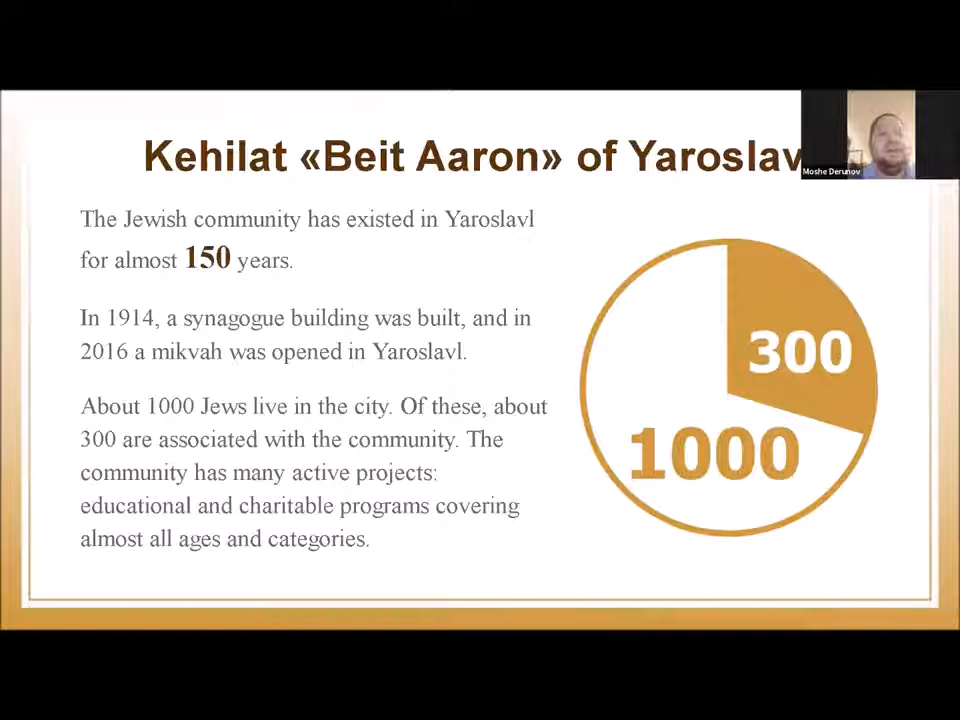 Kehilat «Beit Aaron» of Yaroslav
Moshe Derunov
The Jewish community has existed in Yaroslavl
for almost 150 years.
In 1914, a synagogue building was built, and in
2016 a mikvah was opened in Yaroslavl.
About 1000 Jews live in the city. Of these, about
300 are associated with the community. The
community has many active projects:
educational and charitable programs covering
almost all ages and categories.
300
1000